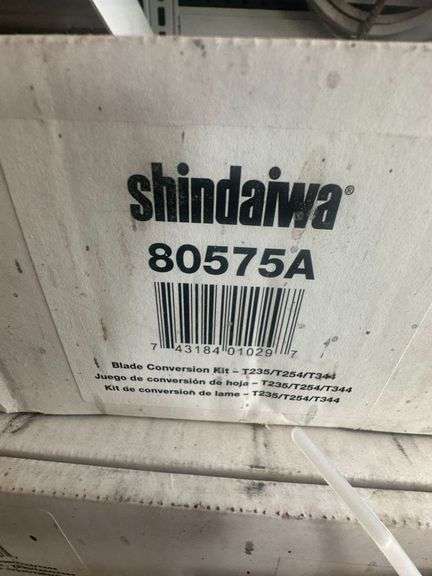 shindaiwa®
80575A
7 43184 01029 7
Blade Conversion Kit – T235/T254/T344
Juego de conversión de hoja – T235/T254/T344
Kit de conversion de lame – T235/T254/T344